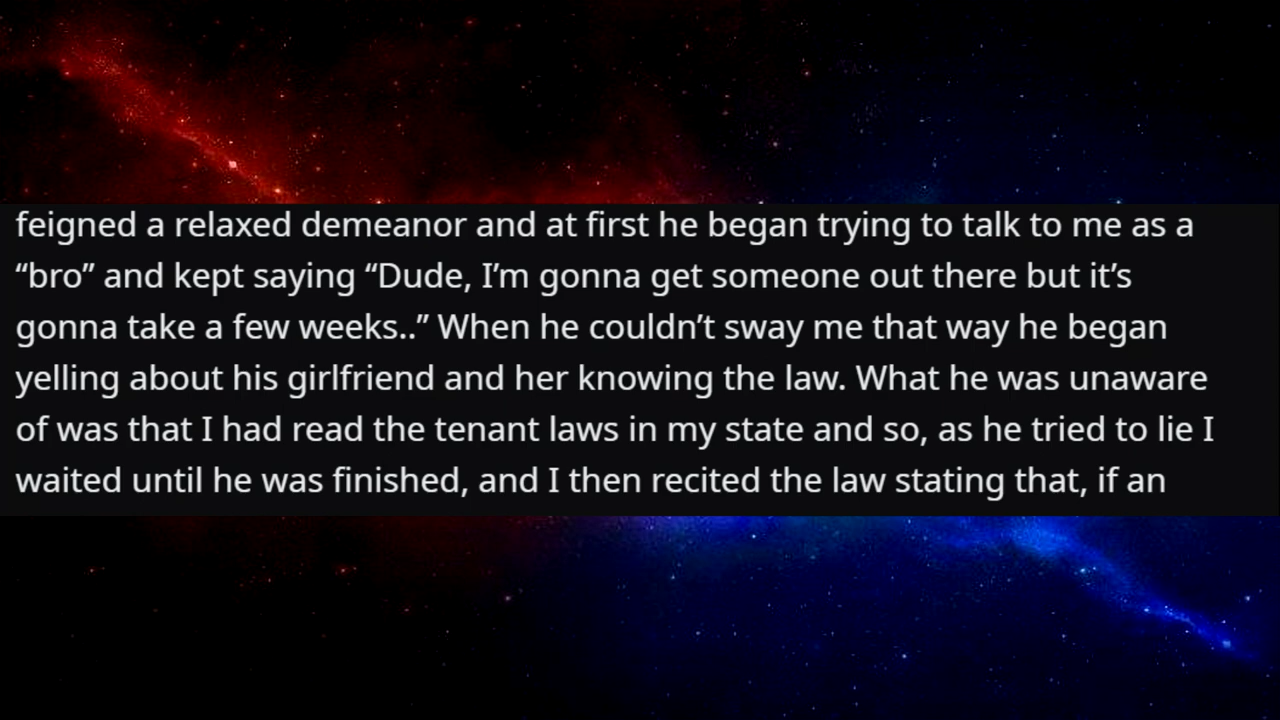 feigned a relaxed demeanor and at first he began trying to talk to me as a
“bro” and kept saying “Dude, I’m gonna get someone out there but it’s
gonna take a few weeks..” When he couldn’t sway me that way he began
yelling about his girlfriend and her knowing the law. What he was unaware
of was that I had read the tenant laws in my state and so, as he tried to lie I
waited until he was finished, and I then recited the law stating that, if an